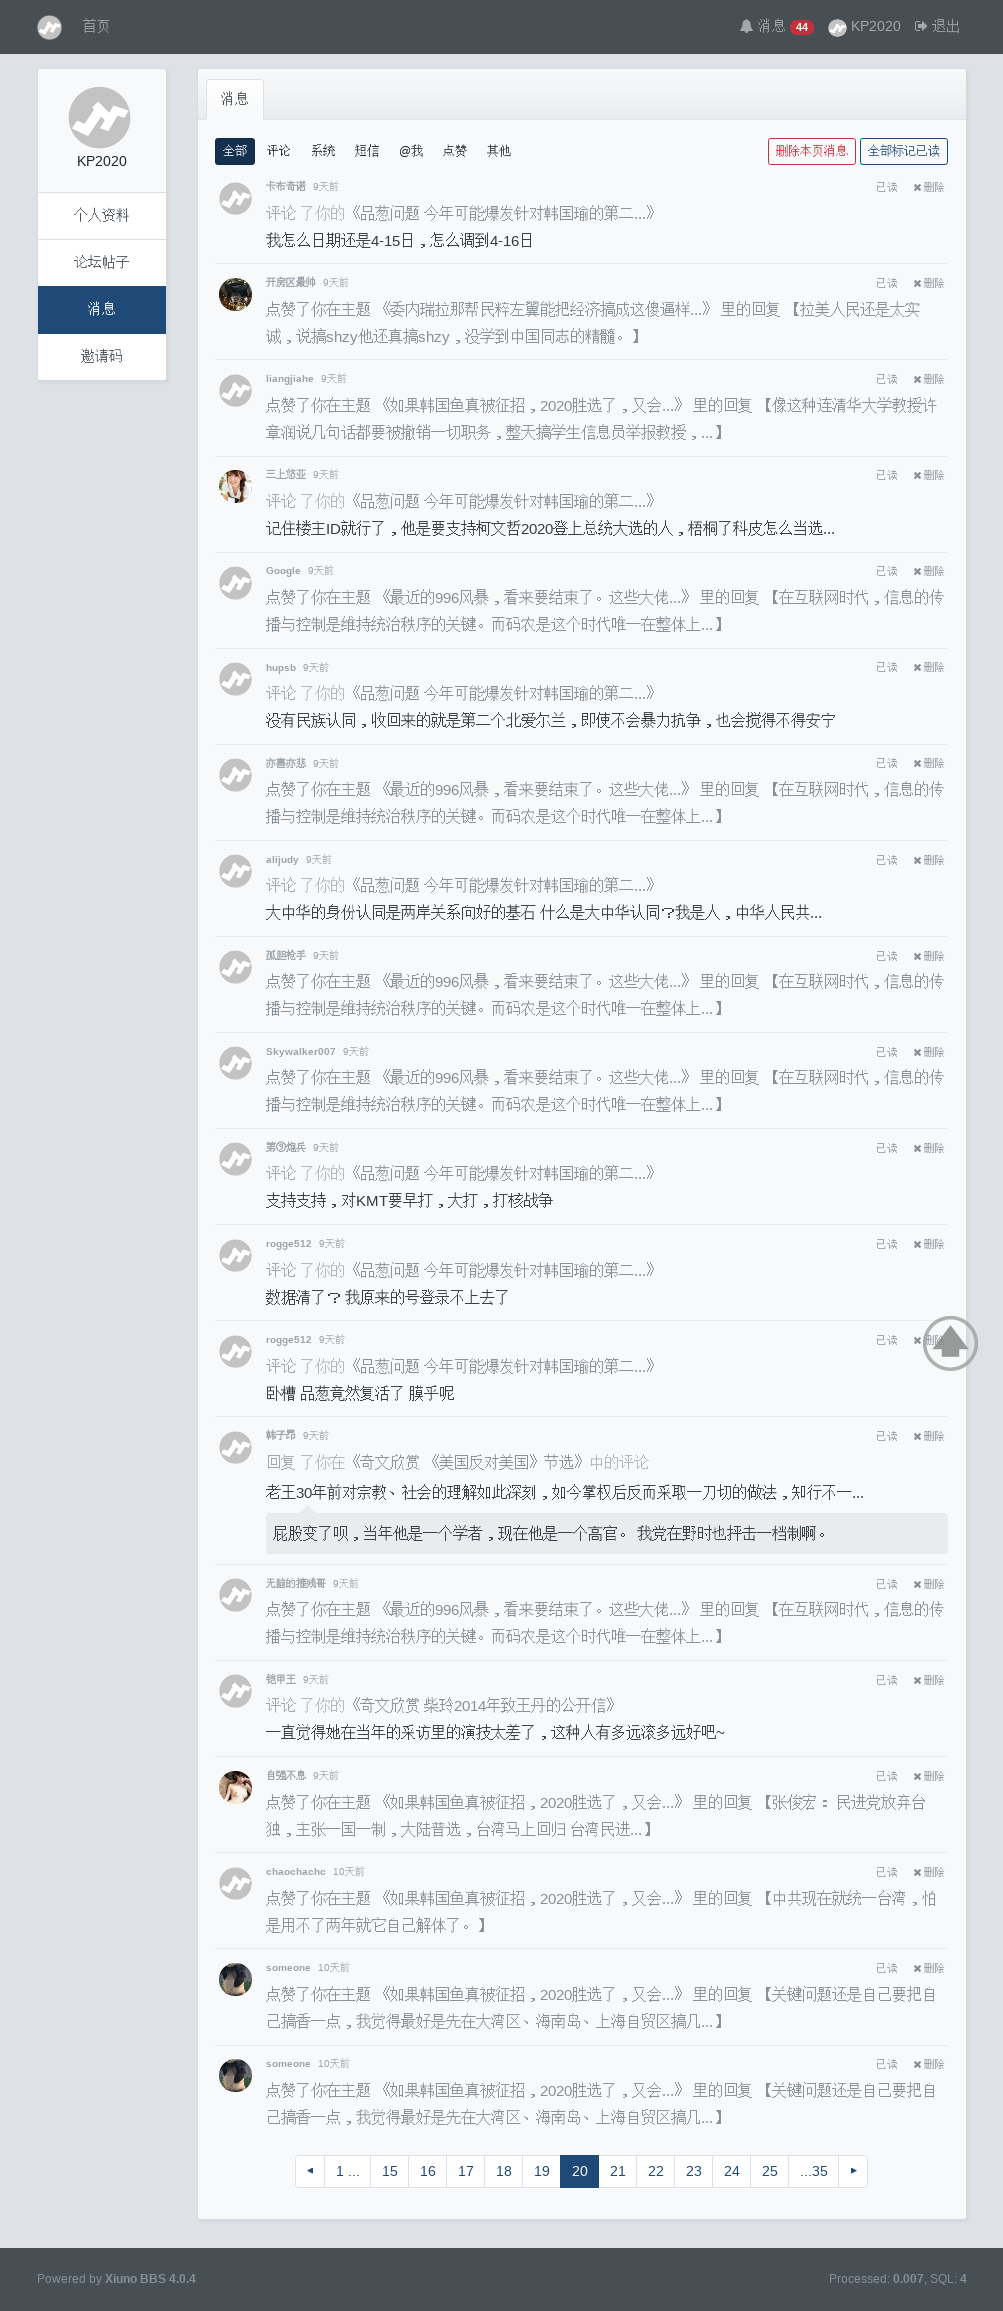 首页
消息 44 KP2020 退出
KP2020
个人资料
论坛帖子
消息
邀请码
消息
全部 评论 系统 短信 @我 点赞 其他 删除本页消息 全部标记已读
卡布奇诺 9天前 已读 ✖删除
评论 了你的《品葱问题 今年可能爆发针对韩国瑜的第二...》
我怎么日期还是4-15日，怎么调到4-16日
开房区最帅 9天前 已读 ✖删除
点赞了你在主题 《委内瑞拉那帮民粹左翼能把经济搞成这傻逼样...》 里的回复 【拉美人民还是太实
诚，说搞shzy他还真搞shzy，没学到中国同志的精髓。】
liangjiahe 9天前 已读 ✖删除
点赞了你在主题 《如果韩国鱼真被征招，2020胜选了，又会...》 里的回复 【像这种连清华大学教授许
章润说几句话都要被撤销一切职务，整天搞学生信息员举报教授，...】
三上悠亚 9天前 已读 ✖删除
评论 了你的《品葱问题 今年可能爆发针对韩国瑜的第二...》
记住楼主ID就行了，他是要支持柯文哲2020登上总统大选的人，梧桐了科皮怎么当选...
Google 9天前 已读 ✖删除
点赞了你在主题 《最近的996风暴，看来要结束了。这些大佬...》 里的回复 【在互联网时代，信息的传
播与控制是维持统治秩序的关键。而码农是这个时代唯一在整体上...】
hupsb 9天前 已读 ✖删除
评论 了你的《品葱问题 今年可能爆发针对韩国瑜的第二...》
没有民族认同，收回来的就是第二个北爱尔兰，即使不会暴力抗争，也会搅得不得安宁
亦喜亦悲 9天前 已读 ✖删除
点赞了你在主题 《最近的996风暴，看来要结束了。这些大佬...》 里的回复 【在互联网时代，信息的传
播与控制是维持统治秩序的关键。而码农是这个时代唯一在整体上...】
alijudy 9天前 已读 ✖删除
评论 了你的《品葱问题 今年可能爆发针对韩国瑜的第二...》
大中华的身份认同是两岸关系向好的基石 什么是大中华认同？我是人，中华人民共...
孤胆枪手 9天前 已读 ✖删除
点赞了你在主题 《最近的996风暴，看来要结束了。这些大佬...》 里的回复 【在互联网时代，信息的传
播与控制是维持统治秩序的关键。而码农是这个时代唯一在整体上...】
Skywalker007 9天前 已读 ✖删除
点赞了你在主题 《最近的996风暴，看来要结束了。这些大佬...》 里的回复 【在互联网时代，信息的传
播与控制是维持统治秩序的关键。而码农是这个时代唯一在整体上...】
9天前 已读 ✖删除
评论 了你的《品葱问题 今年可能爆发针对韩国瑜的第二...》
支持支持，对KMT要早打，大打，打核战争
rogge512 9天前 已读 ✖删除
评论 了你的《品葱问题 今年可能爆发针对韩国瑜的第二...》
数据清了？我原来的号登录不上去了
rogge512 9天前 已读 ✖删除
评论 了你的《品葱问题 今年可能爆发针对韩国瑜的第二...》
卧槽 品葱竟然复活了 膜乎呢
韩子昂 9天前 已读 ✖删除
回复 了你在《奇文欣赏 《美国反对美国》节选》中的评论
老王30年前对宗教、社会的理解如此深刻，如今掌权后反而采取一刀切的做法，知行不一...
屁股变了呗，当年他是一个学者，现在他是一个高官。 我党在野时也抨击一档制啊。
无脑的摧残哥 9天前 已读 ✖删除
点赞了你在主题 《最近的996风暴，看来要结束了。这些大佬...》 里的回复 【在互联网时代，信息的传
播与控制是维持统治秩序的关键。而码农是这个时代唯一在整体上...】
铠甲王 9天前 已读 ✖删除
评论 了你的《奇文欣赏 柴玲2014年致王丹的公开信》
一直觉得她在当年的采访里的演技太差了，这种人有多远滚多远好吧~
自强不息 9天前 已读 ✖删除
点赞了你在主题 《如果韩国鱼真被征招，2020胜选了，又会...》 里的回复 【张俊宏： 民进党放弃台
独，主张一国一制，大陆普选，台湾马上回归 台湾民进...】
chaochachc 10天前 已读 ✖删除
点赞了你在主题 《如果韩国鱼真被征招，2020胜选了，又会...》 里的回复 【中共现在就统一台湾，怕
是用不了两年就它自己解体了。】
someone 10天前 已读 ✖删除
点赞了你在主题 《如果韩国鱼真被征招，2020胜选了，又会...》 里的回复 【关键问题还是自己要把自
己搞香一点，我觉得最好是先在大湾区、海南岛、上海自贸区搞几...】
someone 10天前 已读 ✖删除
点赞了你在主题 《如果韩国鱼真被征招，2020胜选了，又会...》 里的回复 【关键问题还是自己要把自
己搞香一点，我觉得最好是先在大湾区、海南岛、上海自贸区搞几...】
◀ 1 ... 15 16 17 18 19 20 21 22 23 24 25 ...35 ▶
Powered by Xiuno BBS 4.0.4 Processed: 0.007, SQL: 4